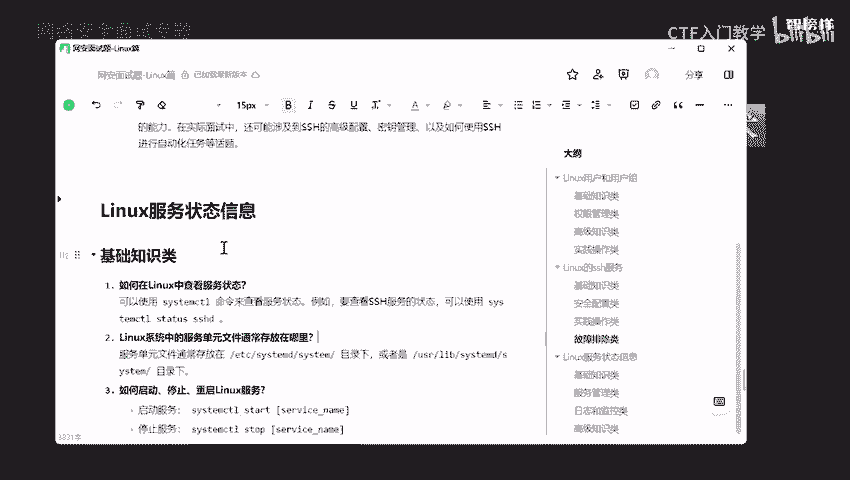 CTF入门教学
bilibili
网安面试题-Linux篇
网安面试题-Linux篇 已加载最新版本
分享
15px
B I S U
的能力。在实际面试中，还可能涉及到SSH的高级配置、密钥管理、以及如何使用SSH
进行自动化任务等话题。
Linux服务状态信息
H2
基础知识类
1. 如何在Linux中查看服务状态？
可以使用 systemctl 命令来查看服务状态。例如，要查看SSH服务的状态，可以使用 sys
temctl status sshd 。
2. Linux系统中的服务单元文件通常存放在哪里？
服务单元文件通常存放在 /etc/systemd/system/ 目录下，或者是 /usr/lib/systemd/s
ystem/ 目录下。
3. 如何启动、停止、重启Linux服务？
启动服务： systemctl start [service_name]
停止服务： systemctl stop [service_name]
大纲
Linux用户和用户组
基础知识类
权限管理类
高级知识类
实践操作类
Linux的ssh服务
基础知识类
安全配置类
实践操作类
故障排除类
Linux服务状态信息
基础知识类
服务管理类
日志和监控类
高级知识类